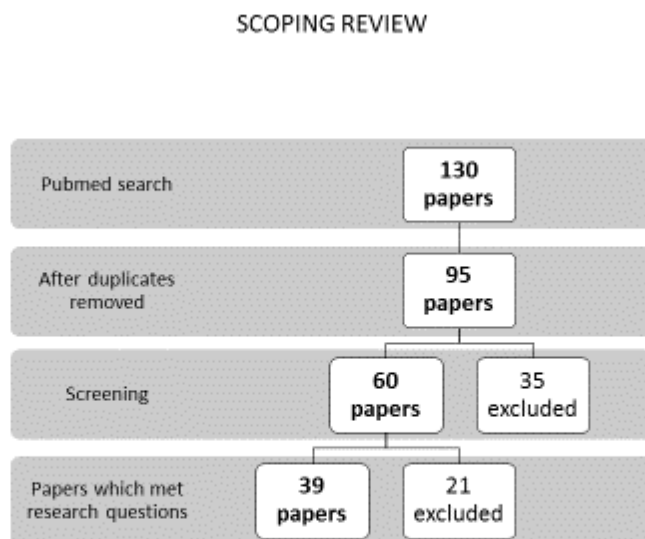 SCOPING REVIEW
Pubmed search
130
papers
After duplicates
removed
95
papers
Screening
60
papers
35
excluded
Papers which met
research questions
39
papers
21
excluded